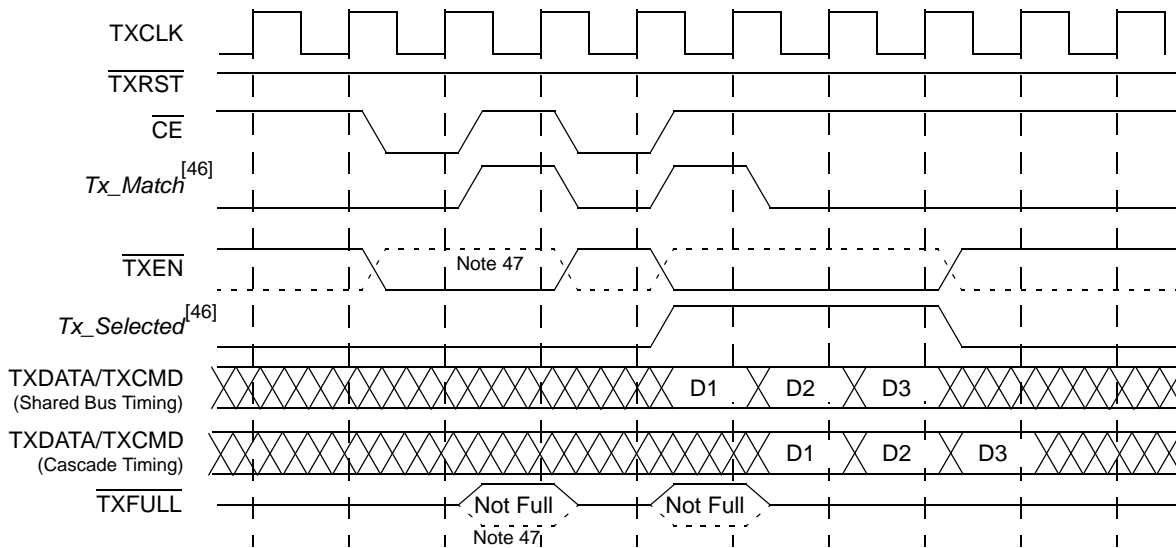 TXCLK
TXRST
CE
Tx_Match[46]
TXEN
Note 47
Tx_Selected[46]
TXDATA/TXCMD
(Shared Bus Timing)
D1 D2 D3
TXDATA/TXCMD
(Cascade Timing)
D1 D2 D3
TXFULL
Not Full Not Full
Note 47